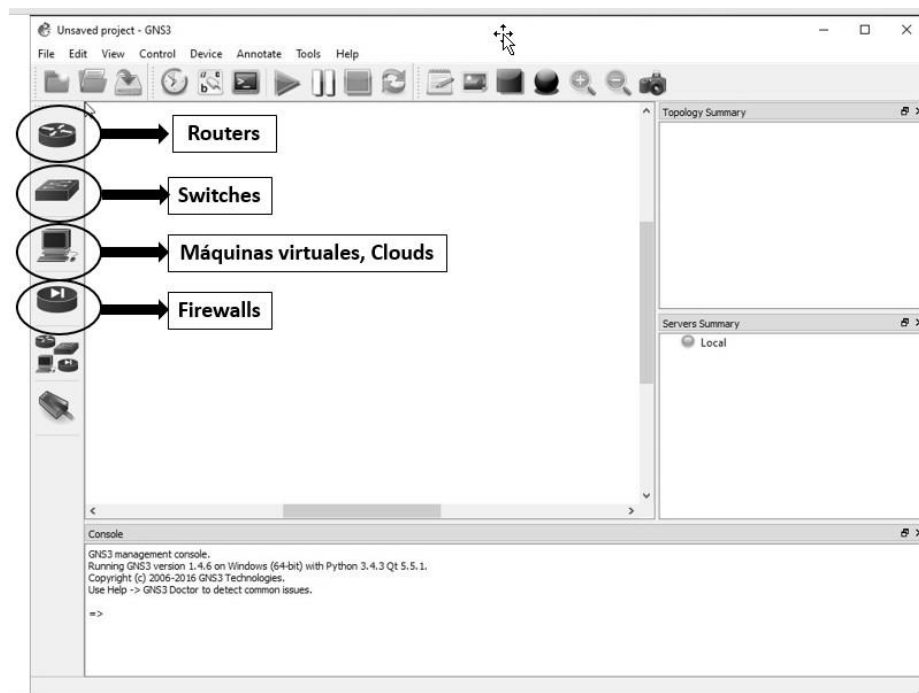 Unsaved project - GNS3
File Edit View Control Device Annotate Tools Help
Topology Summary
Routers
Switches
Máquinas virtuales, Clouds
Firewalls
Servers Summary
Local
Console
GNS3 management console.
Running GNS3 version 1.4.6 on Windows (64-bit) with Python 3.4.3 Qt 5.5.1.
Copyright (c) 2006-2016 GNS3 Technologies.
Use Help -> GNS3 Doctor to detect common issues.
=>